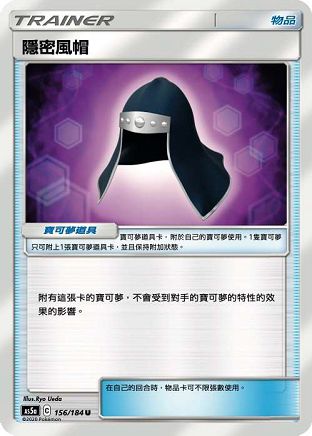 TRAINER 物品
隱密風帽
寶可夢道具
寶可夢道具卡，附於自己的寶可夢使用。1隻寶可夢
只可附上1張寶可夢道具卡，並且保持附加狀態。
附有這張卡的寶可夢，不會受到對手的寶可夢的特性的效
果的影響。
在自己的回合時，物品卡可不限張數使用。
Illus.Ryo Ueda
AS5a C 156/184 U
©2020 Pokémon